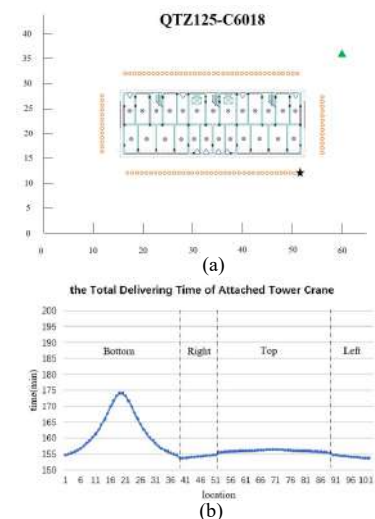 QTZ125-C6018
40
35
30
25
20
15
10
5
0
0 10 20 30 40 50 60 70
(a)
the Total Delivering Time of Attached Tower Crane
200
195
190
185
180
175
170
165
160
155
150
time(min)
Bottom Right Top Left
1 6 11 16 21 26 31 36 41 46 51 56 61 66 71 76 81 86 91 96 101
location
(b)